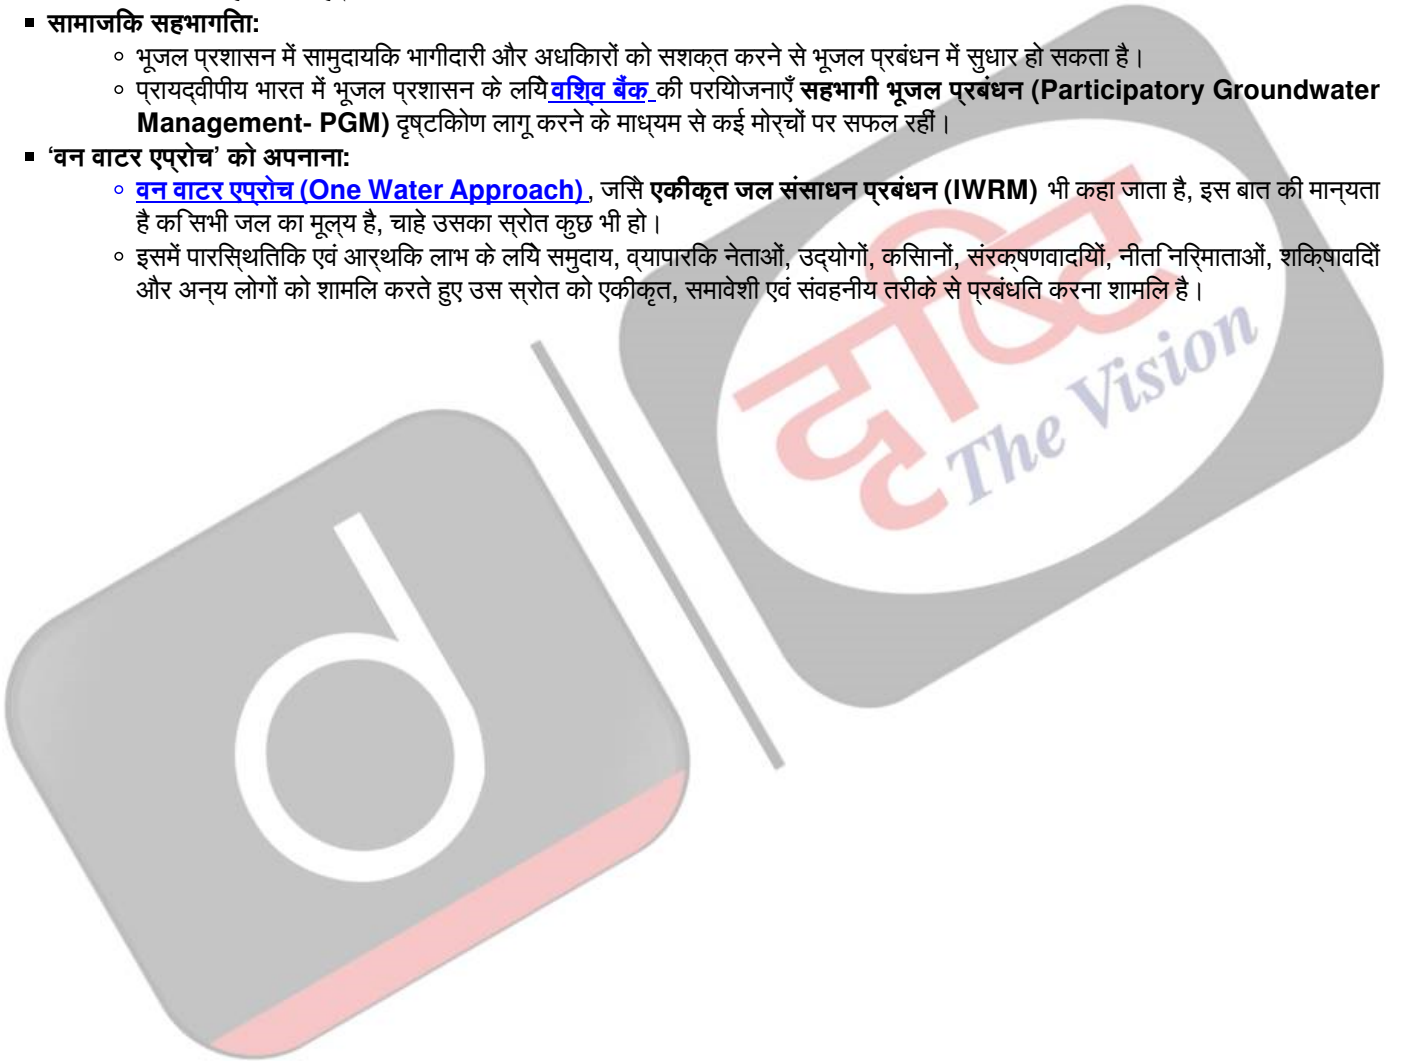 सामाजिक सहभागिता:
भूजल प्रशासन में सामुदायिक भागीदारी और अधिकारों को सशक्त करने से भूजल प्रबंधन में सुधार हो सकता है।
प्रायद्वीपीय भारत में भूजल प्रशासन के लिये विश्व बैंक की परियोजनाएँ सहभागी भूजल प्रबंधन (Participatory Groundwater
Management- PGM) दृष्टिकोण लागू करने के माध्यम से कई मोर्चों पर सफल रहीं।
‘वन वाटर एप्रोच’ को अपनाना:
वन वाटर एप्रोच (One Water Approach), जिसे एकीकृत जल संसाधन प्रबंधन (IWRM) भी कहा जाता है, इस बात की मान्यता
है कि सभी जल का मूल्य है, चाहे उसका स्रोत कुछ भी हो।
इसमें पारिस्थितिक एवं आर्थिक लाभ के लिये समुदाय, व्यापारिक नेताओं, उद्योगों, किसानों, संरक्षणवादियों, नीति निर्माताओं, शिक्षाविदों
और अन्य लोगों को शामिल करते हुए उस स्रोत को एकीकृत, समावेशी एवं संवहनीय तरीके से प्रबंधित करना शामिल है।
दृष्टि
The Vision
d